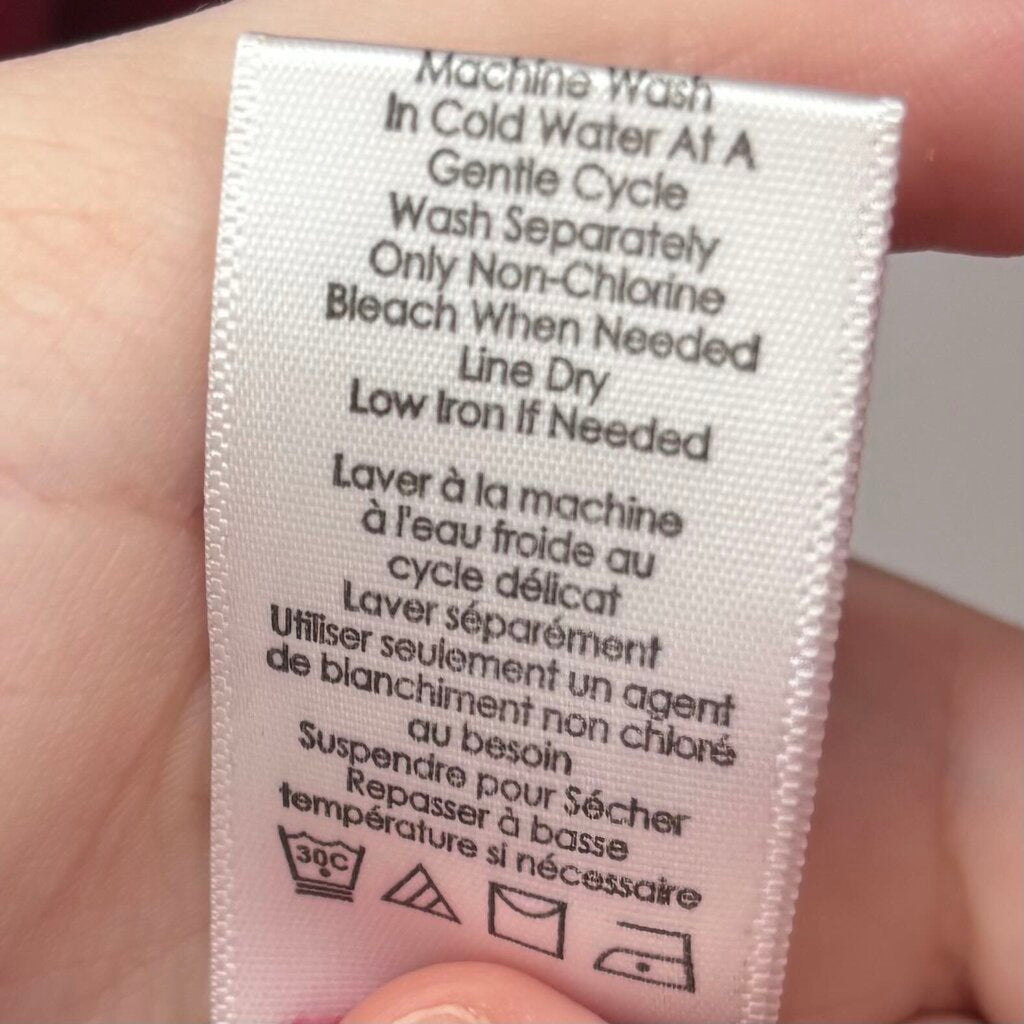 Machine Wash
In Cold Water At A
Gentle Cycle
Wash Separately
Only Non-Chlorine
Bleach When Needed
Line Dry
Low Iron If Needed
Laver à la machine
à l'eau froide au
cycle délicat
Laver séparément
Utiliser seulement un agent
de blanchiment non chloré
au besoin
Suspendre pour Sécher
Repasser à basse
température si nécessaire
30C